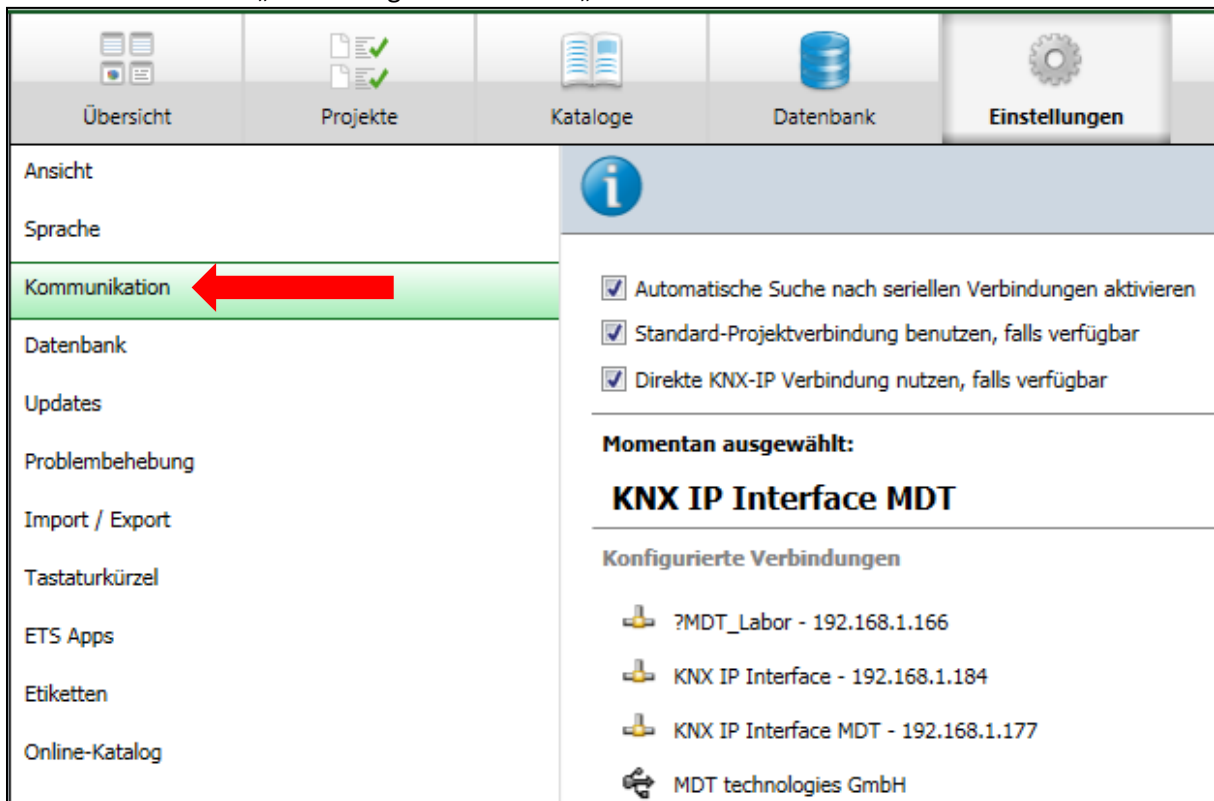 Übersicht
Projekte
Kataloge
Datenbank
Einstellungen
Ansicht
Sprache
Kommunikation
Datenbank
Updates
Problembehebung
Import / Export
Tastaturkürzel
ETS Apps
Etiketten
Online-Katalog
Automatische Suche nach seriellen Verbindungen aktivieren
Standard-Projektverbindung benutzen, falls verfügbar
Direkte KNX-IP Verbindung nutzen, falls verfügbar
Momentan ausgewählt:
KNX IP Interface MDT
Konfigurierte Verbindungen
?MDT_Labor - 192.168.1.166
KNX IP Interface - 192.168.1.184
KNX IP Interface MDT - 192.168.1.177
MDT technologies GmbH